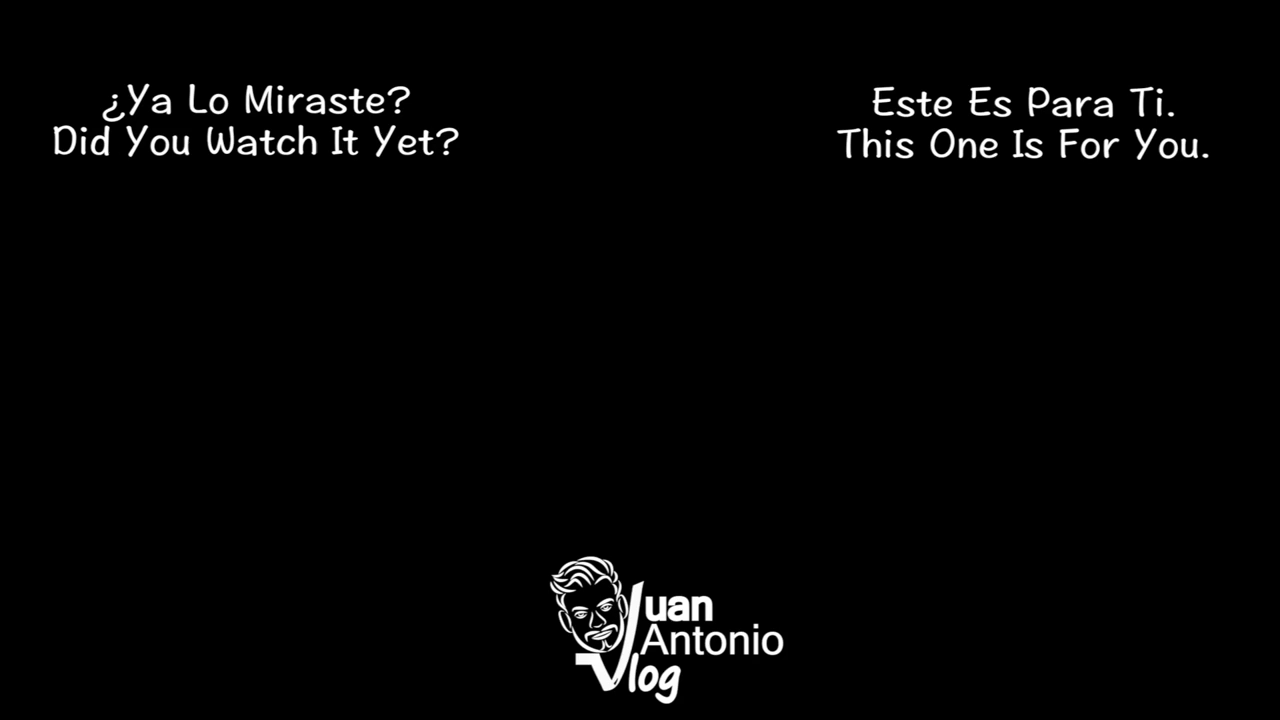 ¿Ya Lo Miraste?
Did You Watch It Yet?
Este Es Para Ti.
This One Is For You.
Juan
Antonio
Vlog